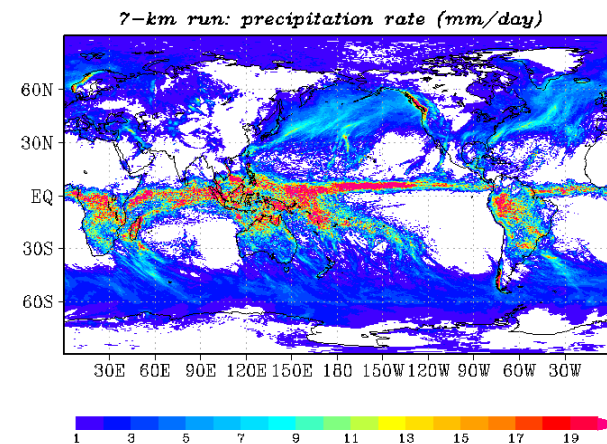 7-km run: precipitation rate (mm/day)
60N
30N
EQ
30S
60S
30E 60E 90E 120E 150E 180 150W 120W 90W 60W 30W
1 3 5 7 9 11 13 15 17 19